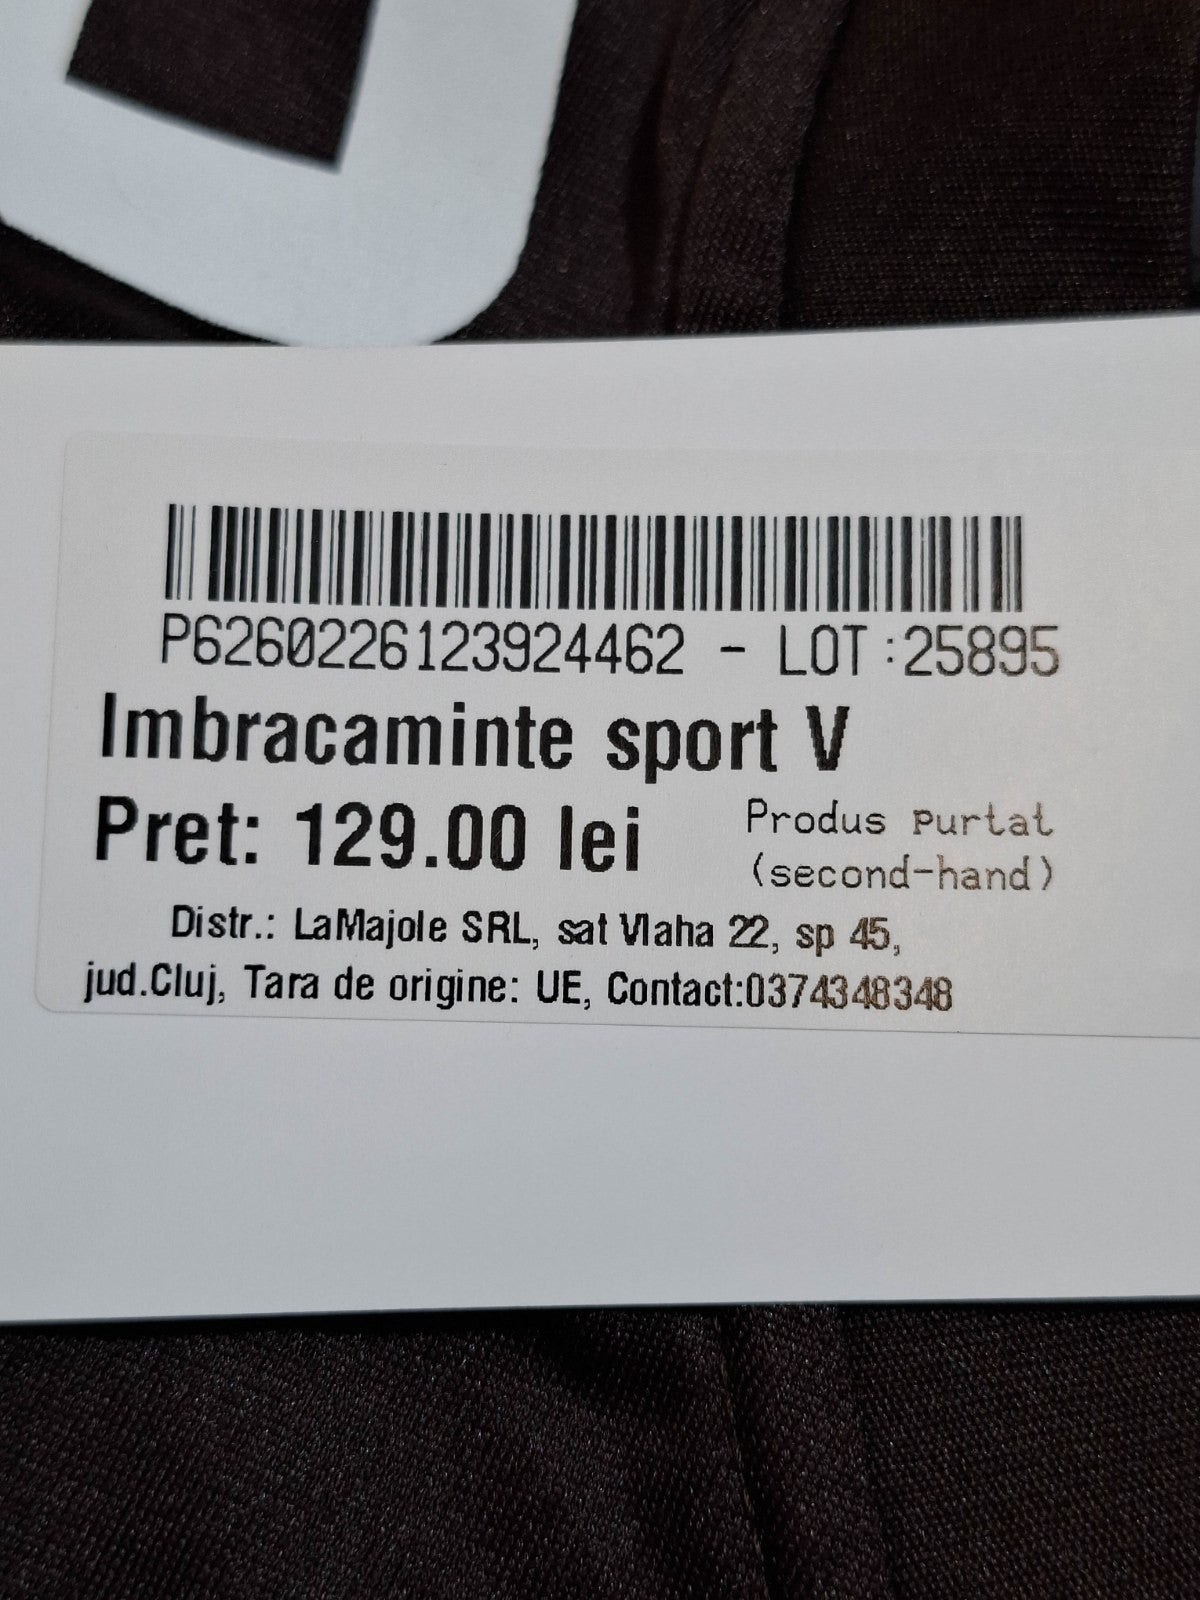 P6260226123924462 - LOT:25895
Imbracaminte sport V
Pret: 129.00 lei
Produs purtat
(second-hand)
Distr.: LaMajole SRL, sat Vlaha 22, sp 45,
jud.Cluj, Tara de origine: UE, Contact:0374348348